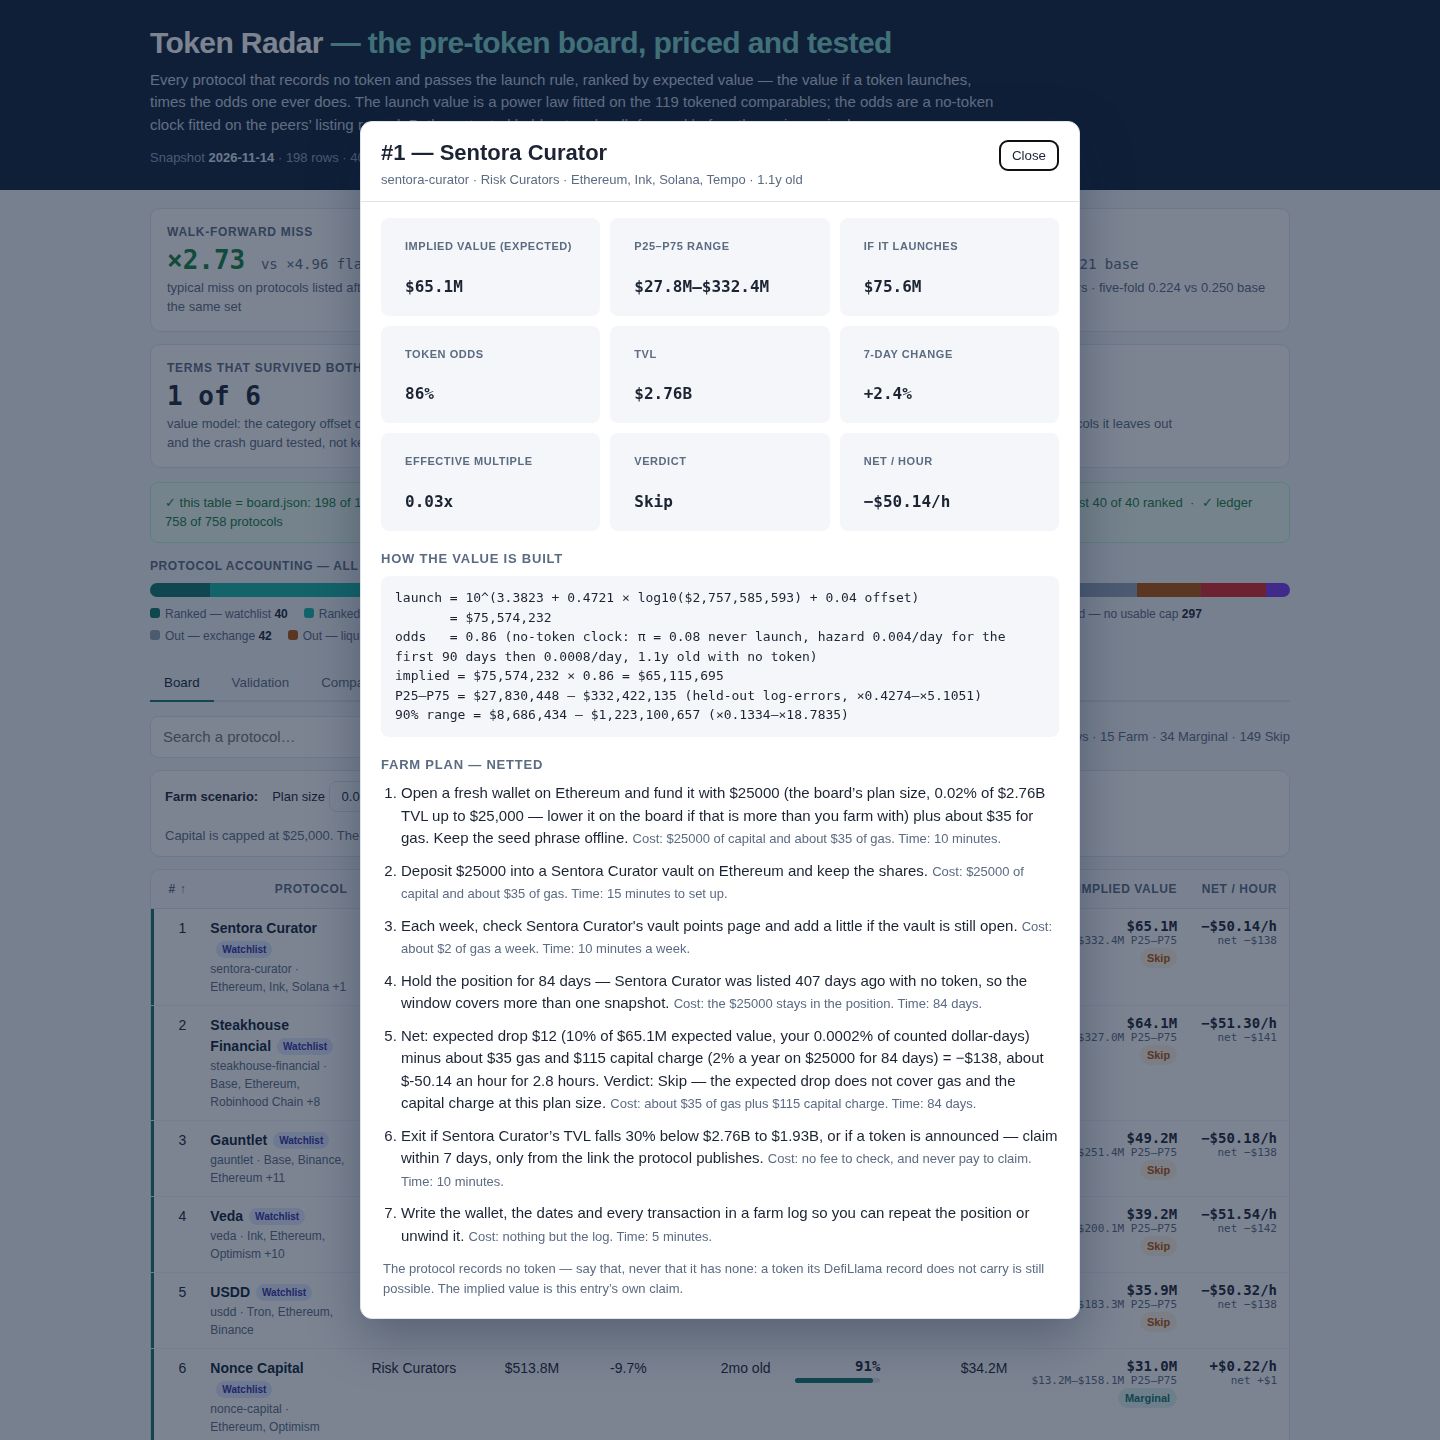 Token Radar — the pre-token board, priced and tested
Every protocol that records no token and passes the launch rule, ranked by expected value — the value if a token launches,
times the odds one ever does. The launch value is a power law fitted on the 119 tokened comparables; the odds are a no-token
clock fitted on the peers’ listing
Snapshot 2026-11-14 · 198 rows ·
#1 — Sentora Curator
Close
sentora-curator · Risk Curators · Ethereum, Ink, Solana, Tempo · 1.1y old
WALK-FORWARD MISS
×2.73 vs ×4.96
21 base
typical miss on protocols listed
· five-fold 0.224 vs 0.250 base
the same set
IMPLIED VALUE (EXPECTED)
$65.1M
P25–P75 RANGE
$27.8M–$332.4M
IF IT LAUNCHES
$75.6M
TOKEN ODDS
86%
TVL
$2.76B
7-DAY CHANGE
+2.4%
EFFECTIVE MULTIPLE
0.03x
VERDICT
Skip
NET / HOUR
−$50.14/h
TERMS THAT SURVIVED BOTH
1 of 6
value model: the category offset
it leaves out
and the crash guard tested, not
✓ this table = board.json: 198 of
40 of 40 ranked · ✓ ledger
758 of 758 protocols
PROTOCOL ACCOUNTING — ALL
Ranked — watchlist 40
Ranked
— no usable cap 297
Out — exchange 42
Out —
Board
Validation
Search a protocol…
· 15 Farm · 34 Marginal · 149 Skip
Farm scenario: Plan size
Capital is capped at $25,000.
HOW THE VALUE IS BUILT
launch = 10^(3.3823 + 0.4721 × log10($2,757,585,593) + 0.04 offset)
= $75,574,232
odds = 0.86 (no-token clock: π = 0.08 never launch, hazard 0.004/day for the
first 90 days then 0.0008/day, 1.1y old with no token)
implied = $75,574,232 × 0.86 = $65,115,695
P25–P75 = $27,830,448 – $332,422,135 (held-out log-errors, ×0.4274–×5.1051)
90% range = $8,686,434 – $1,223,100,657 (×0.1334–×18.7835)
FARM PLAN — NETTED
1. Open a fresh wallet on Ethereum and fund it with $25000 (the board’s plan size, 0.02% of $2.76B
TVL up to $25,000 — lower it on the board if that is more than you farm with) plus about $35 for
gas. Keep the seed phrase offline. Cost: $25000 of capital and about $35 of gas. Time: 10 minutes.
2. Deposit $25000 into a Sentora Curator vault on Ethereum and keep the shares. Cost: $25000 of
capital and about $35 of gas. Time: 15 minutes to set up.
3. Each week, check Sentora Curator's vault points page and add a little if the vault is still open. Cost:
about $2 of gas a week. Time: 10 minutes a week.
4. Hold the position for 84 days — Sentora Curator was listed 407 days ago with no token, so the
window covers more than one snapshot. Cost: the $25000 stays in the position. Time: 84 days.
5. Net: expected drop $12 (10% of $65.1M expected value, your 0.0002% of counted dollar-days)
minus about $35 gas and $115 capital charge (2% a year on $25000 for 84 days) = −$138, about
$-50.14 an hour for 2.8 hours. Verdict: Skip — the expected drop does not cover gas and the
capital charge at this plan size. Cost: about $35 of gas plus $115 capital charge. Time: 84 days.
6. Exit if Sentora Curator’s TVL falls 30% below $2.76B to $1.93B, or if a token is announced — claim
within 7 days, only from the link the protocol publishes. Cost: no fee to check, and never pay to claim.
Time: 10 minutes.
7. Write the wallet, the dates and every transaction in a farm log so you can repeat the position or
unwind it. Cost: nothing but the log. Time: 5 minutes.
The protocol records no token — say that, never that it has none: a token its DefiLlama record does not carry is still
possible. The implied value is this entry’s own claim.
# ↑ PROTOCOL
VALUE NET / HOUR
1 Sentora Curator
Watchlist
sentora-curator ·
Ethereum, Ink, Solana +1
$65.1M −$50.14/h
$332.4M P25–P75 net −$138
Skip
2 Steakhouse
Financial Watchlist
steakhouse-financial ·
Base, Ethereum,
Robinhood Chain +8
$64.1M −$51.30/h
$327.0M P25–P75 net −$141
Skip
3 Gauntlet Watchlist
gauntlet · Base, Binance,
Ethereum +11
$49.2M −$50.18/h
$251.4M P25–P75 net −$138
Skip
4 Veda Watchlist
veda · Ink, Ethereum,
Optimism +10
$39.2M −$51.54/h
$200.1M P25–P75 net −$142
Skip
5 USDD Watchlist
usdd · Tron, Ethereum,
Binance
$35.9M −$50.32/h
$183.3M P25–P75 net −$138
Skip
6 Nonce Capital Risk Curators $513.8M -9.7% 2mo old 91% $34.2M $31.0M +$0.22/h
Watchlist
$13.2M–$158.1M P25–P75 net +$1
Marginal
nonce-capital ·
Ethereum, Optimism